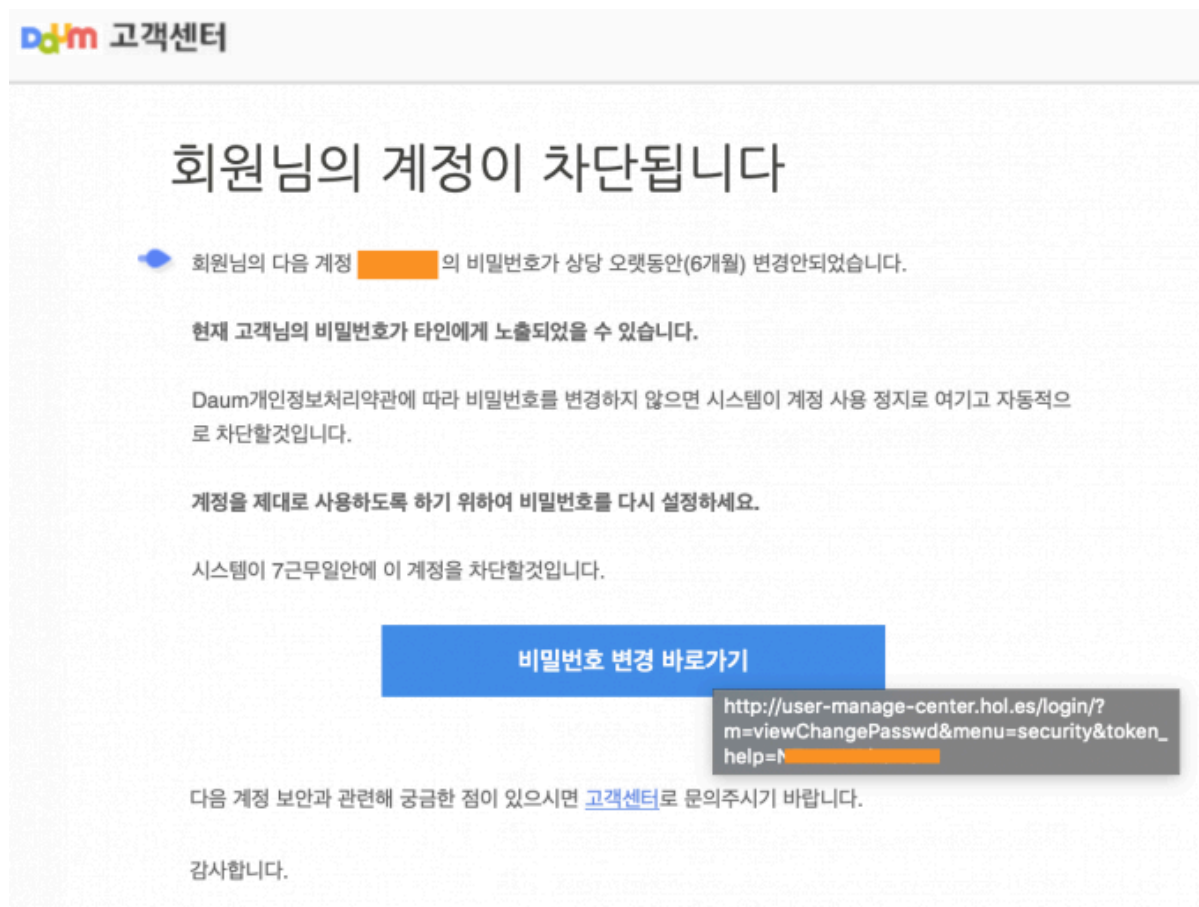 Daum 고객센터
회원님의 계정이 차단됩니다
회원님의 다음 계정 의 비밀번호가 상당 오랫동안(6개월) 변경안되었습니다.
현재 고객님의 비밀번호가 타인에게 노출되었을 수 있습니다.
Daum개인정보처리약관에 따라 비밀번호를 변경하지 않으면 시스템이 계정 사용 정지로 여기고 자동적으
로 차단할것입니다.
계정을 제대로 사용하도록 하기 위하여 비밀번호를 다시 설정하세요.
시스템이 7근무일안에 이 계정을 차단할것입니다.
비밀번호 변경 바로가기
http://user-manage-center.hol.es/login/?
m=viewChangePasswd&menu=security&token_
help=
다음 계정 보안과 관련해 궁금한 점이 있으시면 고객센터로 문의주시기 바랍니다.
감사합니다.